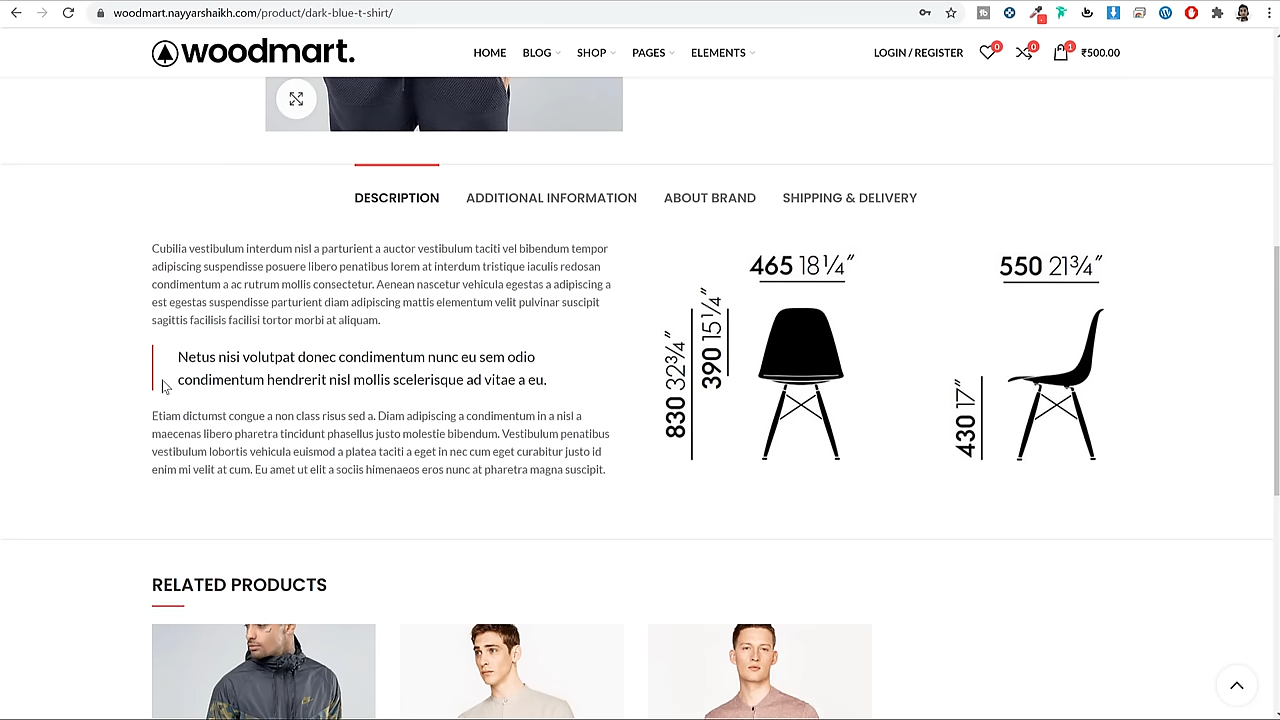 woodmart.nayyarshaikh.com/product/dark-blue-t-shirt/
woodmart.
HOME BLOG SHOP PAGES ELEMENTS
LOGIN / REGISTER 0 0 1 ₹500.00
DESCRIPTION ADDITIONAL INFORMATION ABOUT BRAND SHIPPING & DELIVERY
Cubilia vestibulum interdum nisl a parturient a auctor vestibulum taciti vel bibendum tempor
adipiscing suspendisse posuere libero penatibus lorem at interdum tristique iaculis redosan
condimentum a ac rutrum mollis consectetur. Aenean nascetur vehicula egestas a adipiscing a
est egestas suspendisse parturient diam adipiscing mattis elementum velit pulvinar suscipit
sagittis facilisis facilisi tortor morbi at aliquam.
Netus nisi volutpat donec condimentum nunc eu sem odio
condimentum hendrerit nisl mollis scelerisque ad vitae a eu.
Etiam dictumst congue a non class risus sed a. Diam adipiscing a condimentum in a nisl a
maecenas libero pharetra tincidunt phasellus justo molestie bibendum. Vestibulum penatibus
vestibulum lobortis vehicula euismod a platea taciti a eget in nec cum eget curabitur justo id
enim mi velit at cum. Eu amet ut elit a sociis himenaeos eros nunc at pharetra magna suscipit.
465 18¼″
830 32¾″
390 15¼″
550 21¾″
430 17″
RELATED PRODUCTS